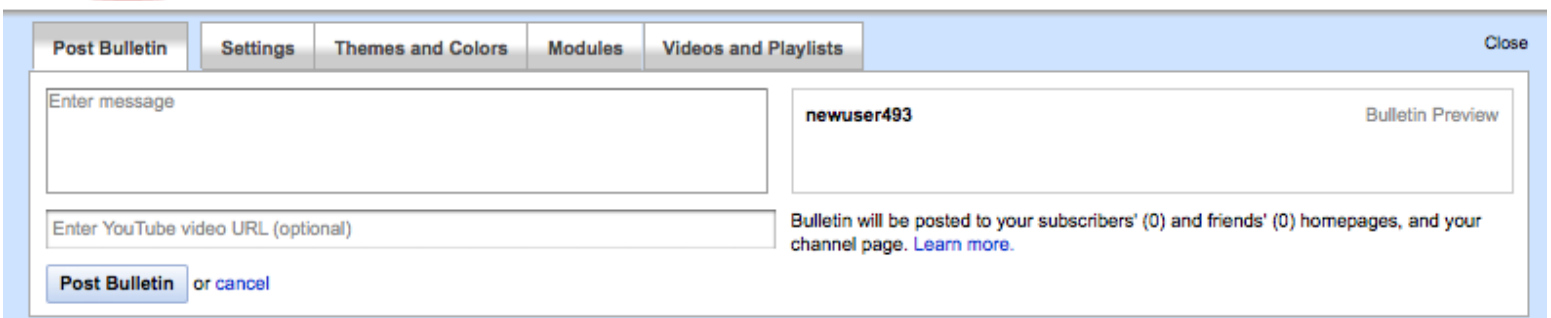 Post Bulletin Settings Themes and Colors Modules Videos and Playlists Close
Enter message
newuser493 Bulletin Preview
Enter YouTube video URL (optional)
Bulletin will be posted to your subscribers' (0) and friends' (0) homepages, and your
channel page. Learn more.
Post Bulletin or cancel